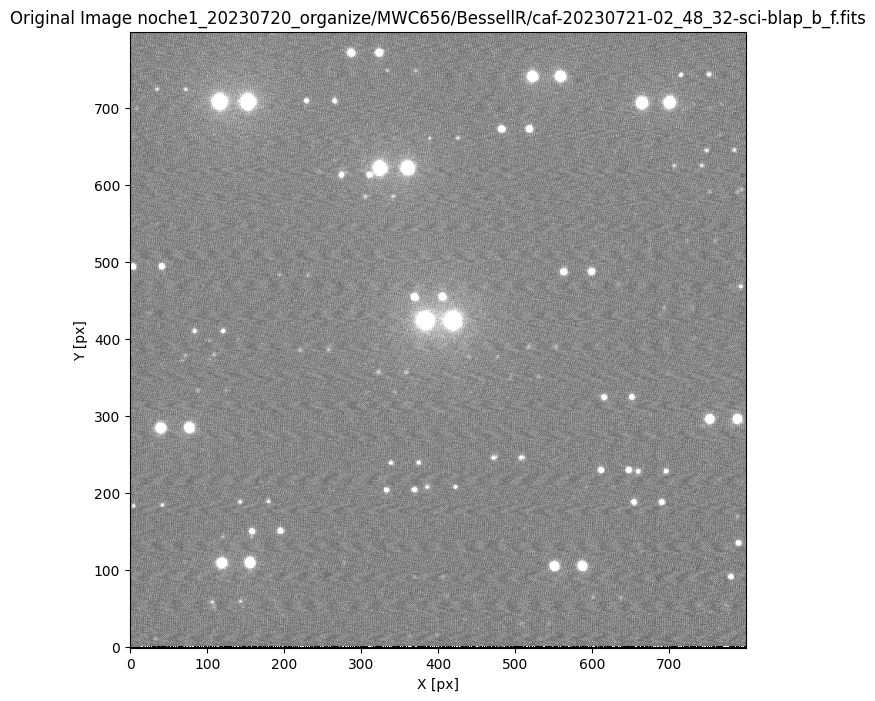 Original Image noche1_20230720_organize/MWC656/BessellR/caf-20230721-02_48_32-sci-blap_b_f.fits
Y [px]
700
600
500
400
300
200
100
0
0 100 200 300 400 500 600 700
X [px]